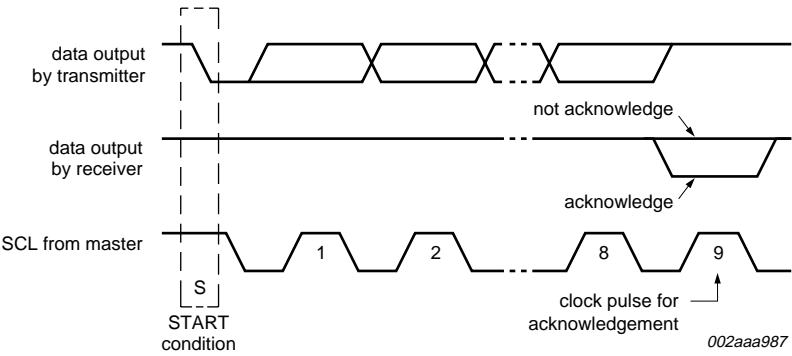 data output
by transmitter
not acknowledge
data output
by receiver
acknowledge
SCL from master
1
2
8
9
S
START
condition
clock pulse for
acknowledgement
002aaa987